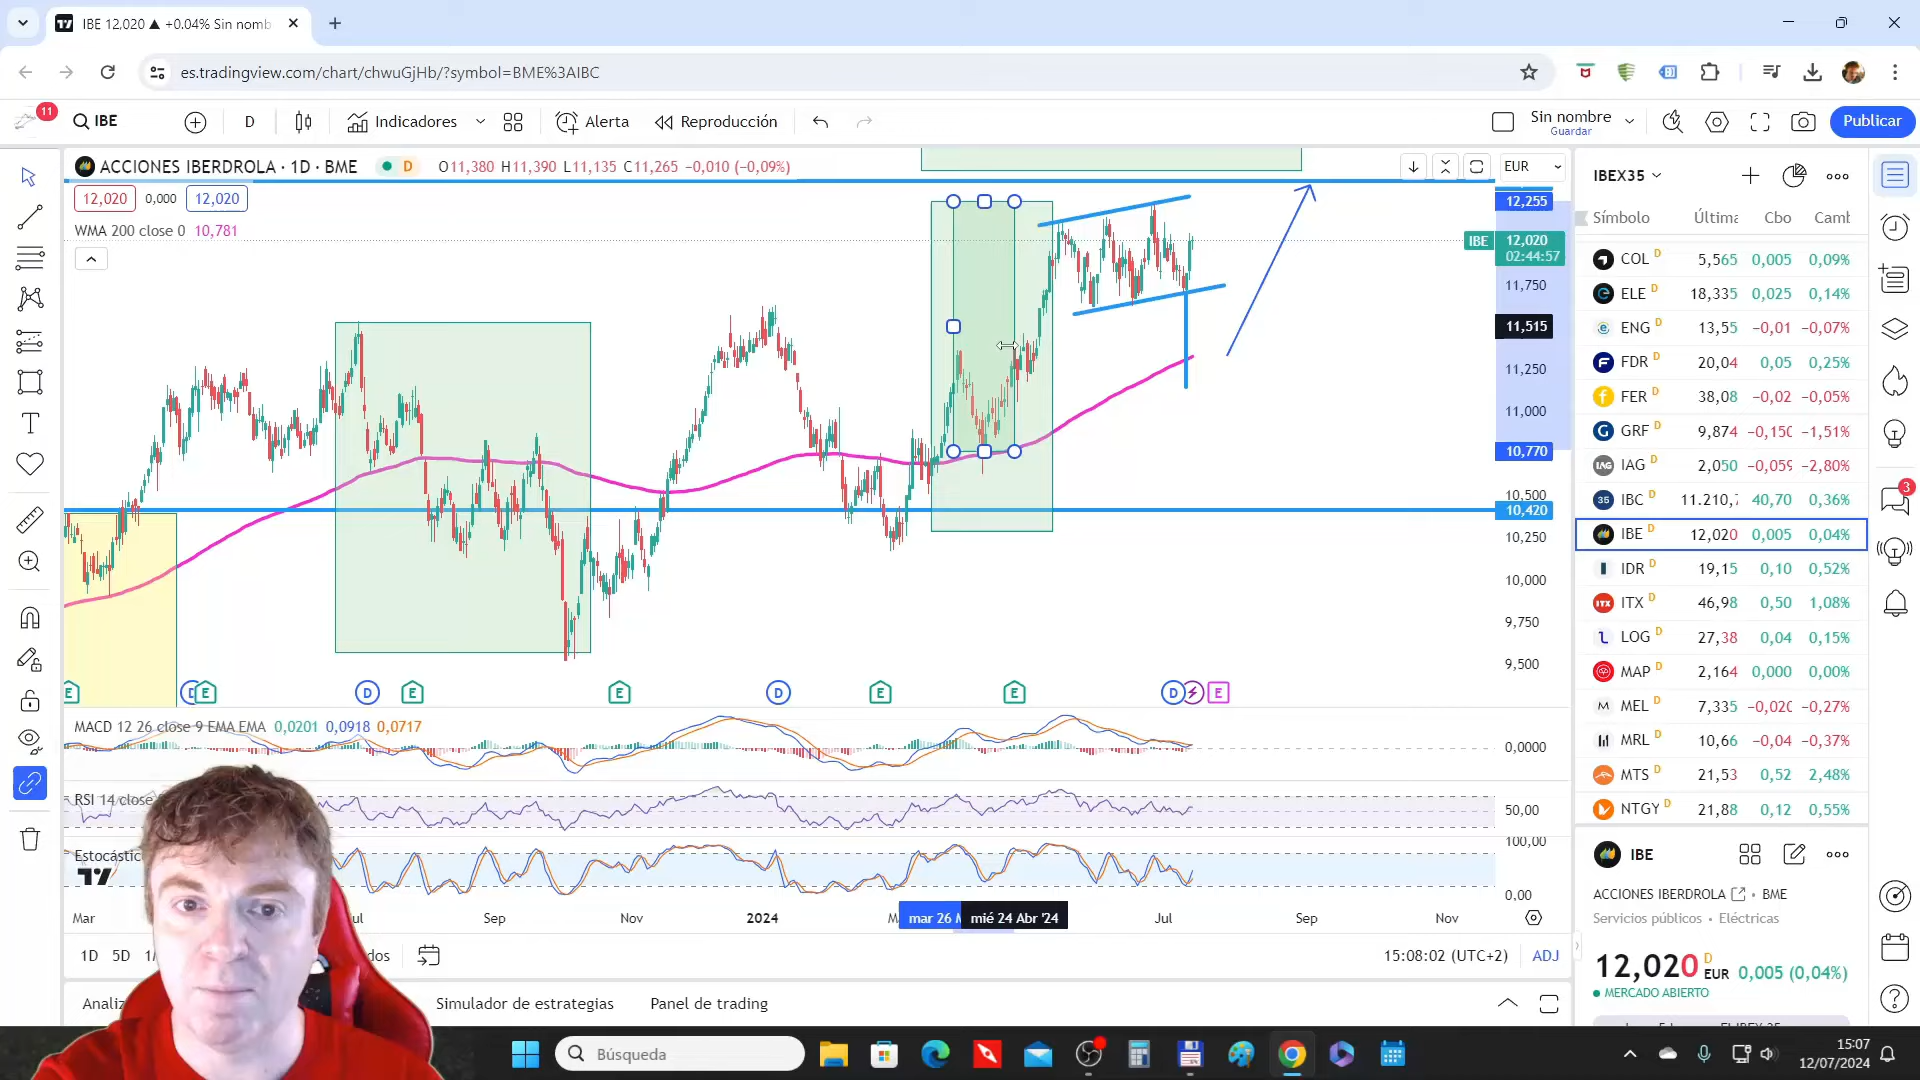 IBE 12,020 ▲ +0.04% Sin nomb
es.tradingview.com/chart/chwuGjHb/?symbol=BME%3AIBC
11
IBE
D
Indicadores
Alerta
Reproducción
Sin nombre
Guardar
Publicar
ACCIONES IBERDROLA · 1D · BME
D
O11,380 H11,390 L11,135 C11,265 −0,010 (−0,09%)
EUR
12,020 0,000 12,020
WMA 200 close 0 10,781
12,255
IBE 12,020
02:44:57
11,750
11,515
11,250
11,000
10,770
10,500
10,420
10,250
10,000
9,750
9,500
E D E D E E D E E D E
MACD 12 26 close 9 EMA EMA 0,0201 0,0918 0,0717
0,0000
RSI 14 close
50,00
Estocástic
100,00
0,00
Mar
Sep
Nov
2024
mar 26
mié 24 Abr '24
Jul
Sep
Nov
1D 5D
15:08:02 (UTC+2)
ADJ
Simulador de estrategias
Panel de trading
IBEX35
Símbolo
COL D 5,565 0,005 0,09%
ELE D 18,335 0,025 0,14%
ENG D 13,55 −0,01 −0,07%
FDR D 20,04 0,05 0,25%
FER D 38,08 −0,02 −0,05%
GRF D 9,874 −0,150 −1,51%
IAG D 2,050 −0,059 −2,80%
35 IBC D 11.210,7 40,70 0,36%
IBE D 12,020 0,005 0,04%
IDR D 19,15 0,10 0,52%
ITX D 46,98 0,50 1,08%
LOG D 27,38 0,04 0,15%
MAP D 2,164 0,000 0,00%
MEL D 7,335 −0,020 −0,27%
MRL D 10,66 −0,04 −0,37%
MTS D 21,53 0,52 2,48%
NTGY D 21,88 0,12 0,55%
IBE
ACCIONES IBERDROLA · BME
Servicios públicos · Eléctricas
12,020 D EUR 0,005 (0,04%)
MERCADO ABIERTO
3
Búsqueda
15:07
12/07/2024